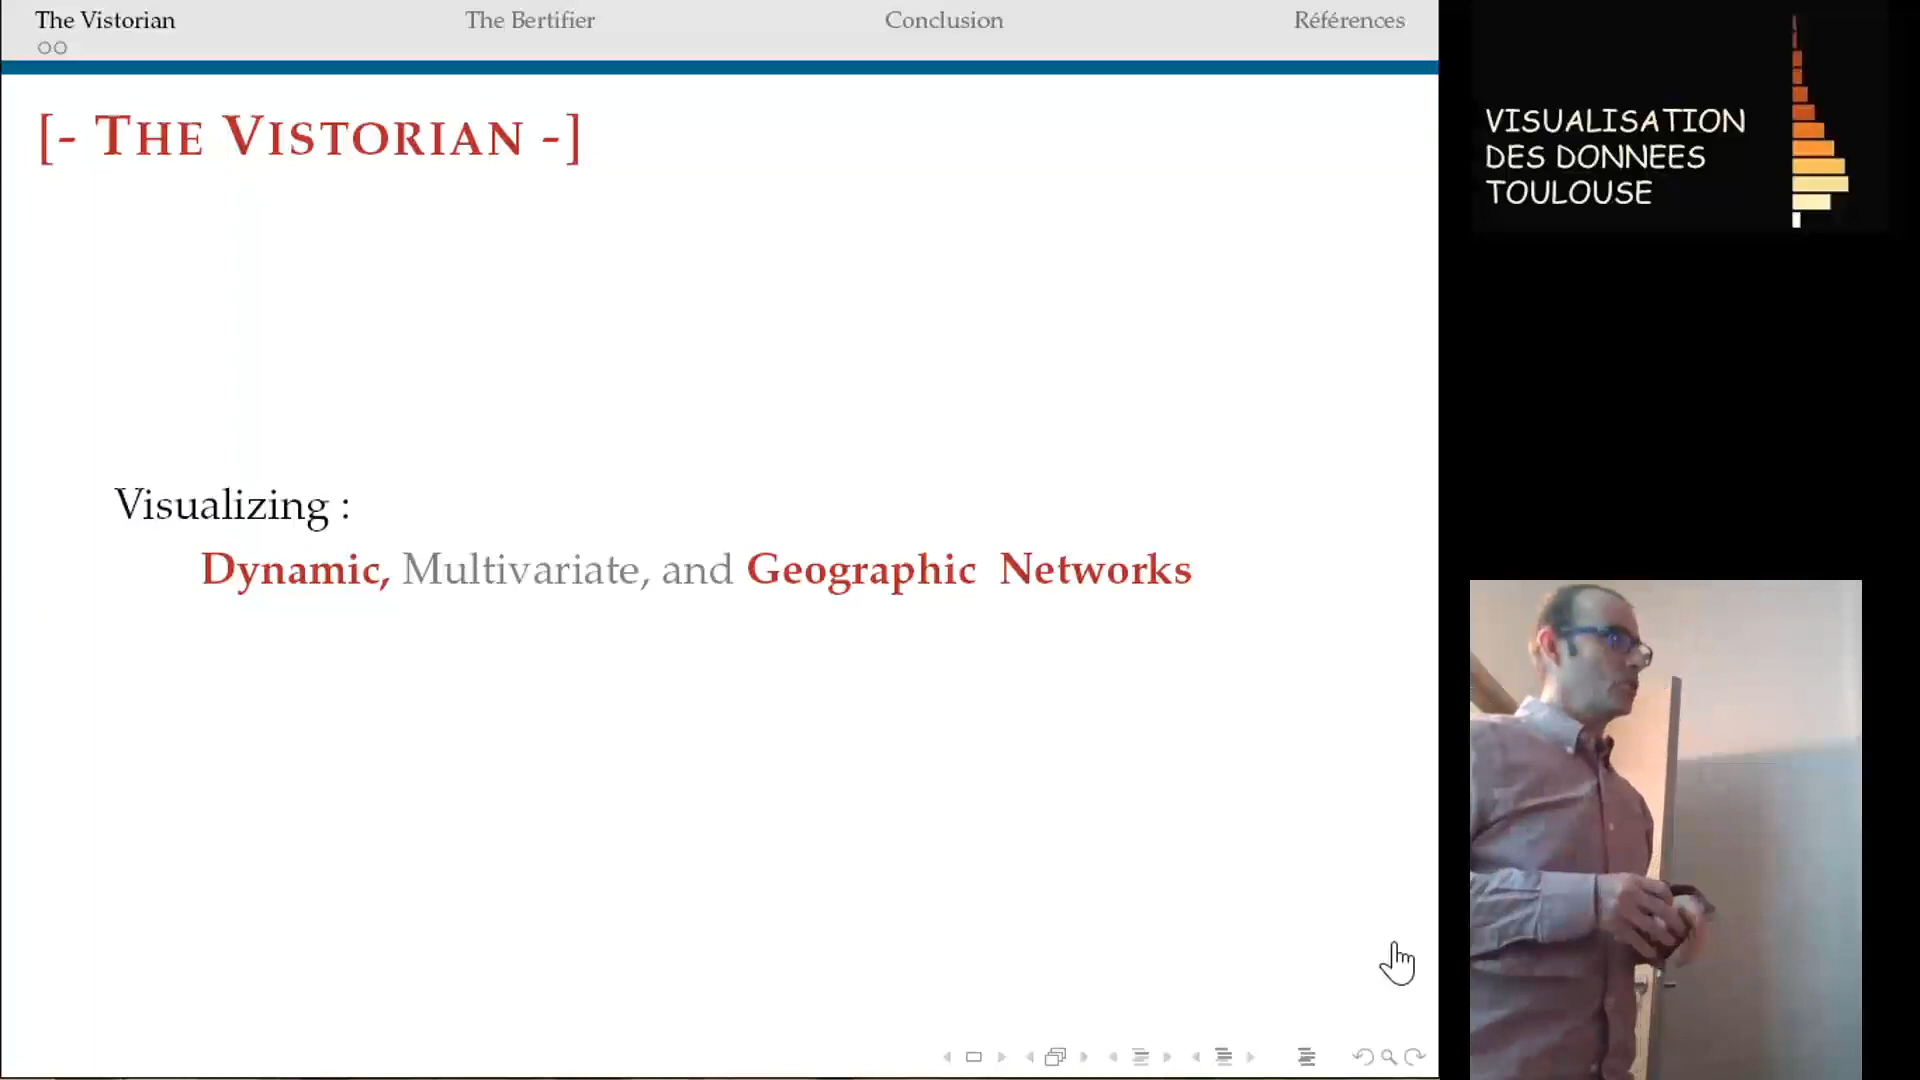 The Vistorian
The Bertifier
Conclusion
Références
[- THE VISTORIAN -]
Visualizing :
Dynamic, Multivariate, and Geographic Networks
VISUALISATION
DES DONNEES
TOULOUSE